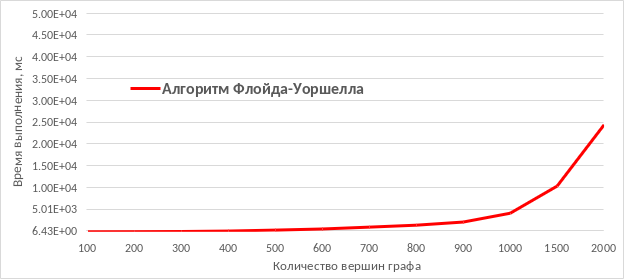 5.00E+04
4.50E+04
4.00E+04
3.50E+04
3.00E+04
2.50E+04
2.00E+04
1.50E+04
1.00E+04
5.01E+03
6.43E+00
Время выполнения, мс
Алгоритм Флойда-Уоршелла
100 200 300 400 500 600 700 800 900 1000 1500 2000
Количество вершин графа